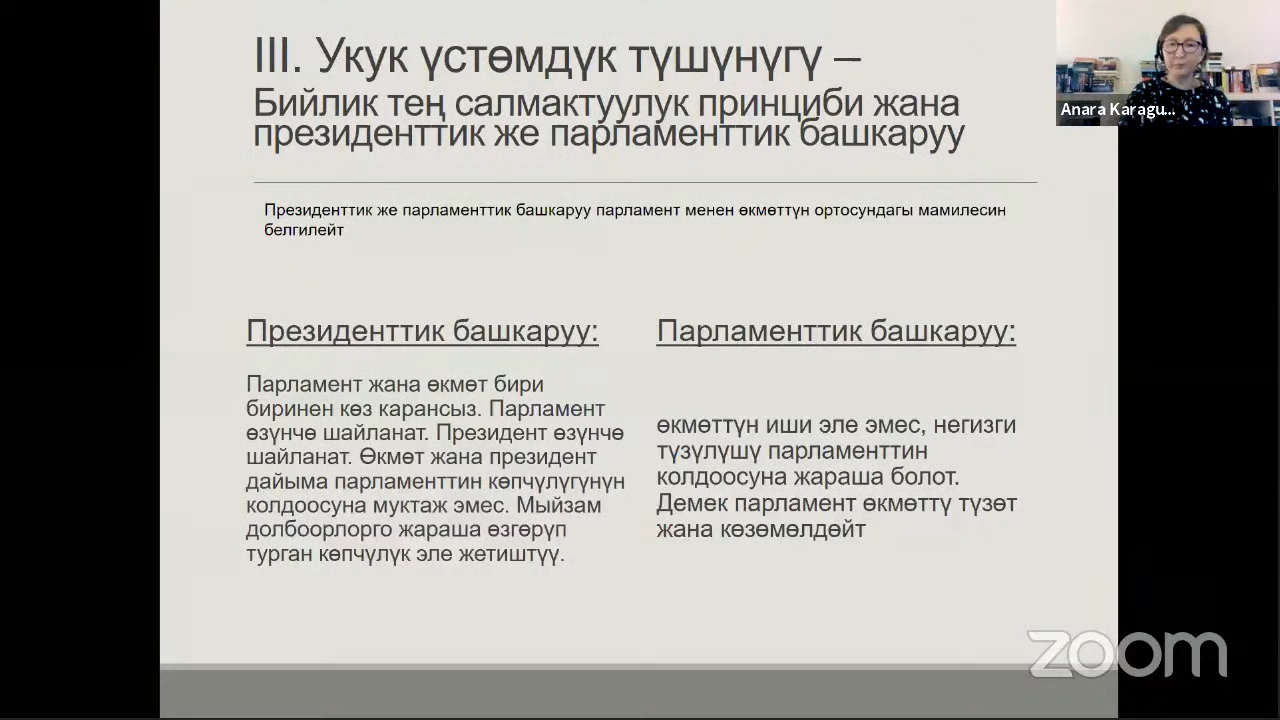 III. Укук үстөмдүк түшүнүгү –
Бийлик тең салмактуулук принциби жана
президенттик же парламенттик башкаруу
Anara Karagu...
Президенттик же парламенттик башкаруу парламент менен өкмөттүн ортосундагы мамилесин
белгилейт
Президенттик башкаруу:
Парламент жана өкмөт бири
биринен көз карансыз. Парламент
өзүнчө шайланат. Президент өзүнчө
шайланат. Өкмөт жана президент
дайыма парламенттин көпчүлүгүнүн
колдоосуна муктаж эмес. Мыйзам
долбоорлорго жараша өзгөрүп
турган көпчүлүк эле жетиштүү.
Парламенттик башкаруу:
өкмөттүн иши эле эмес, негизги
түзүлүшү парламенттин
колдоосуна жараша болот.
Демек парламент өкмөттү түзөт
жана көзөмөлдөйт
zoom